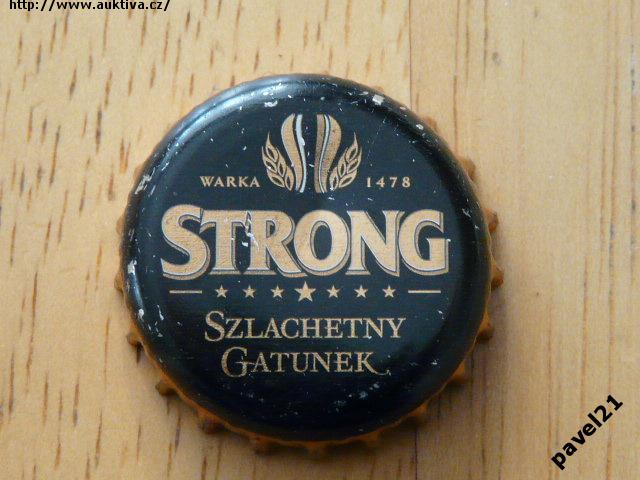 http://www.auktiva.cz/
WARKA 1478
STRONG
SZLACHETNY
GATUNEK
pavel21